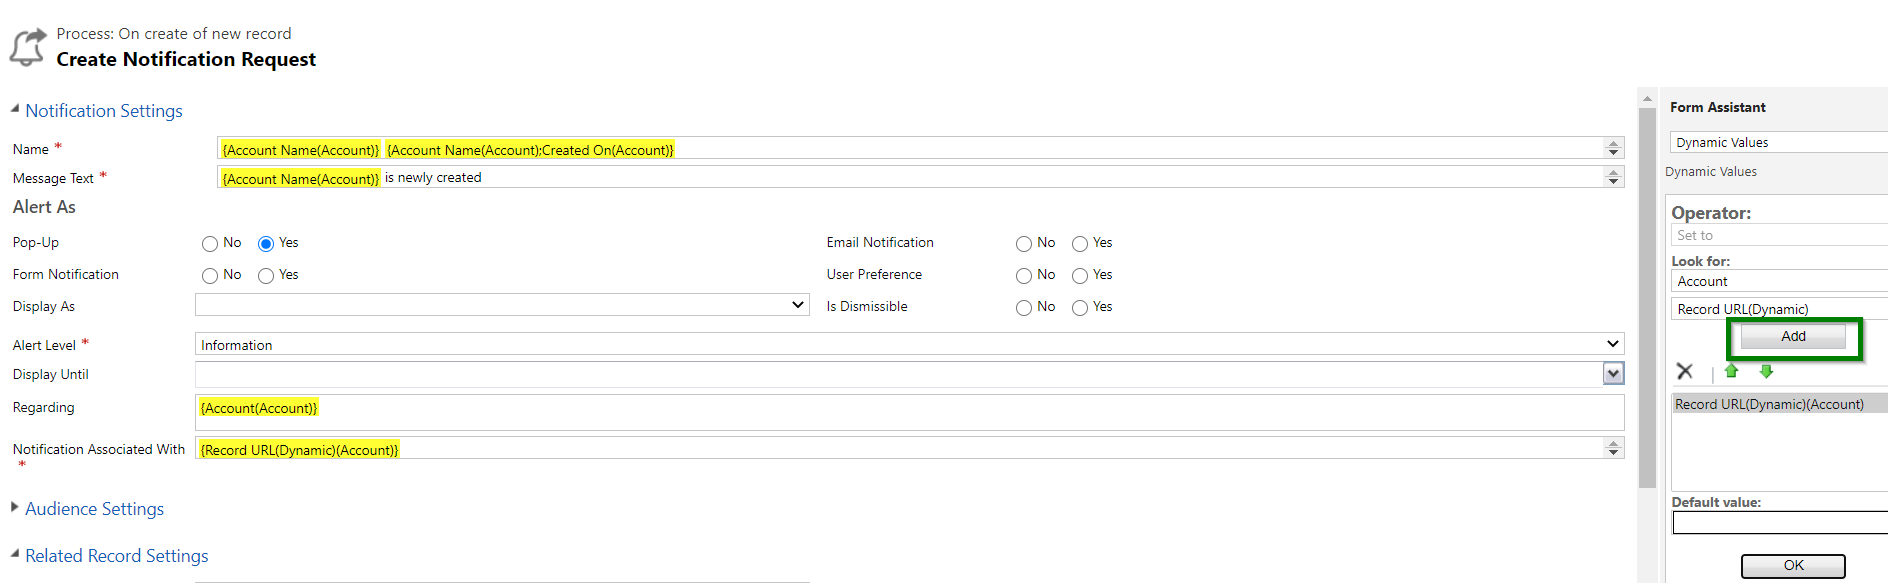 Process: On create of new record
Create Notification Request
Notification Settings
Name * {Account Name(Account)} {Account Name(Account);Created On(Account)}
Message Text * {Account Name(Account)} is newly created
Alert As
Pop-Up No Yes Email Notification No Yes
Form Notification No Yes User Preference No Yes
Display As Is Dismissible No Yes
Alert Level * Information
Display Until
Regarding {Account(Account)}
Notification Associated With * {Record URL(Dynamic)(Account)}
Audience Settings
Related Record Settings
Form Assistant
Dynamic Values
Dynamic Values
Operator:
Set to
Look for:
Account
Record URL(Dynamic)
Add
Record URL(Dynamic)(Account)
Default value:
OK